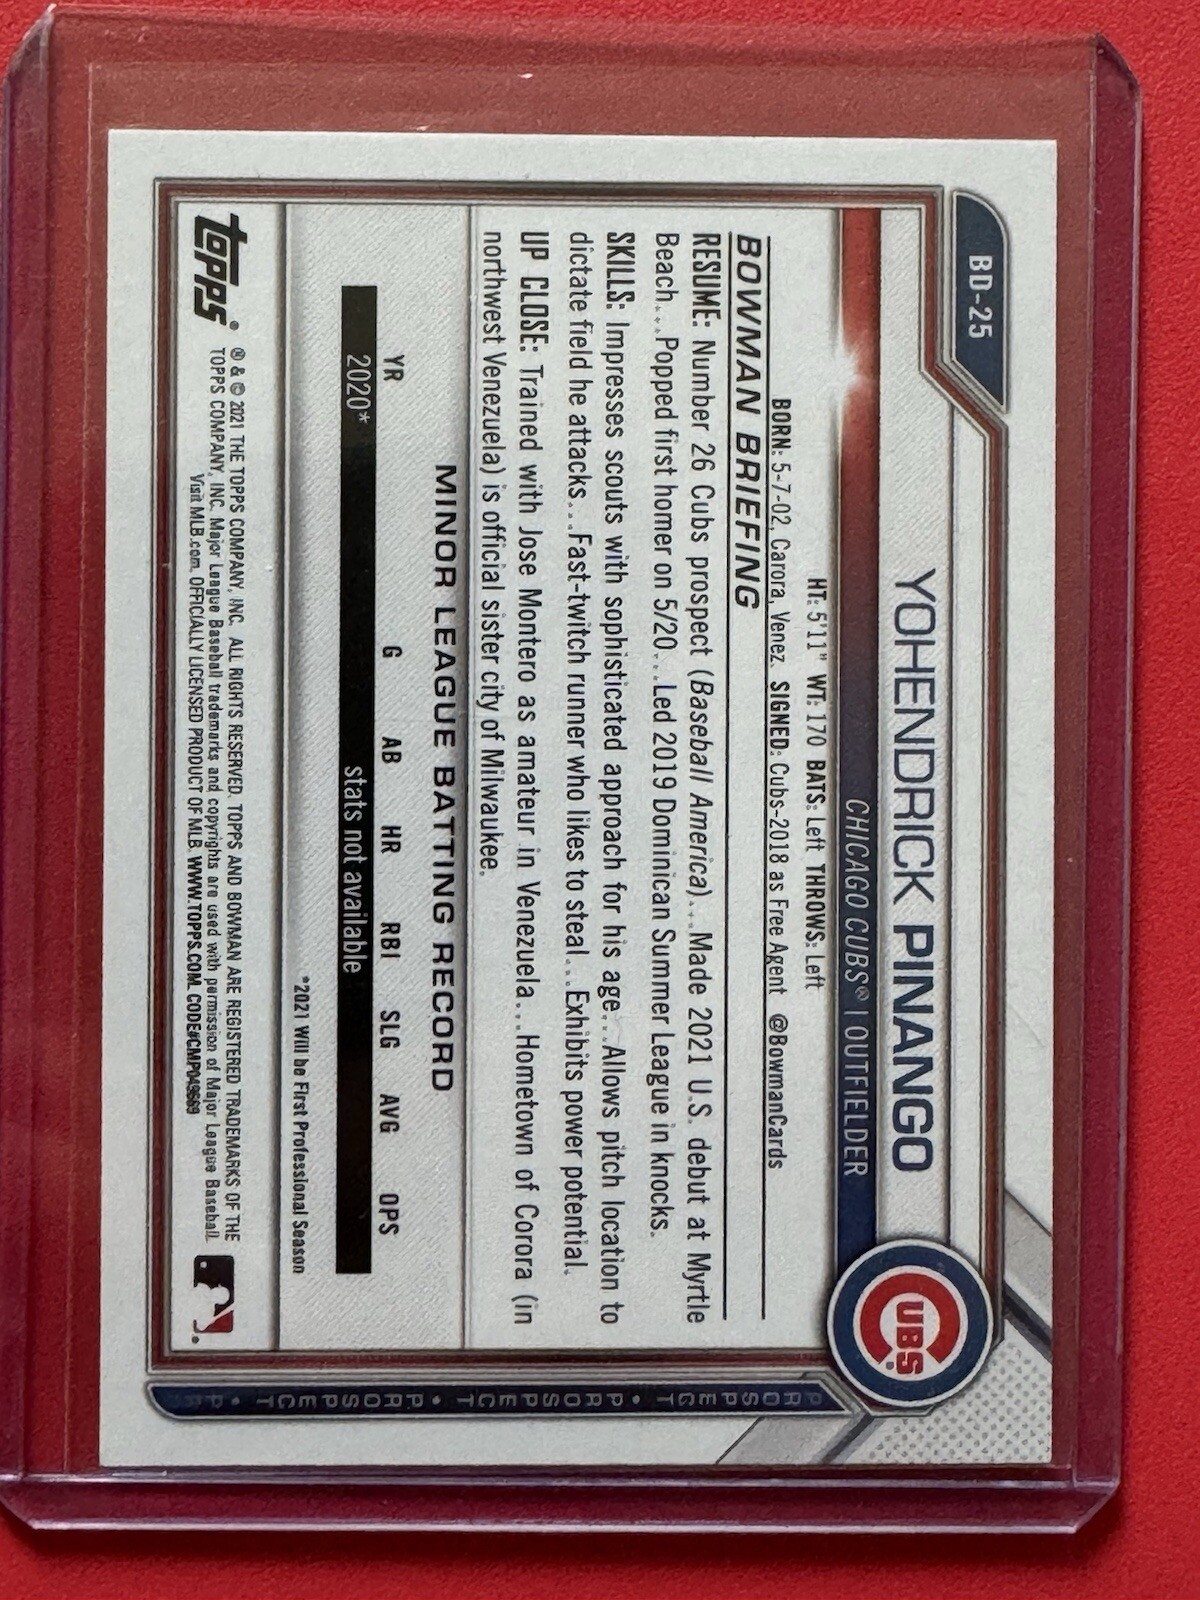 BD-25
YOHENDRICK PINANGO
CHICAGO CUBS® | OUTFIELDER
HT: 5'11" WT: 170 BATS: Left THROWS: Left
BORN: 5-7-02, Carora, Venez. SIGNED: Cubs-2018 as Free Agent @BowmanCards
BOWMAN BRIEFING
RESUME: Number 26 Cubs prospect (Baseball America)...Made 2021 U.S. debut at Myrtle
Beach...Popped first homer on 5/20...Led 2019 Dominican Summer League in knocks.
SKILLS: Impresses scouts with sophisticated approach for his age...Allows pitch location to
dictate field he attacks...Fast-twitch runner who likes to steal...Exhibits power potential.
UP CLOSE: Trained with Jose Montero as amateur in Venezuela...Hometown of Corora (in
northwest Venezuela) is official sister city of Milwaukee.
MINOR LEAGUE BATTING RECORD
YR G AB HR RBI SLG AVG OPS
2020* stats not available
*2021 Will be First Professional Season
topps®
® & © 2021 THE TOPPS COMPANY, INC. ALL RIGHTS RESERVED. TOPPS AND BOWMAN ARE REGISTERED TRADEMARKS OF THE
TOPPS COMPANY, INC. Major League Baseball trademarks and copyrights are used with permission of Major League Baseball.
Visit MLB.com. OFFICIALLY LICENSED PRODUCT OF MLB. WWW.TOPPS.COM. CODE#CMP049569
CUBS®
PROSPECT • PROSPECT • PROSPECT • PR